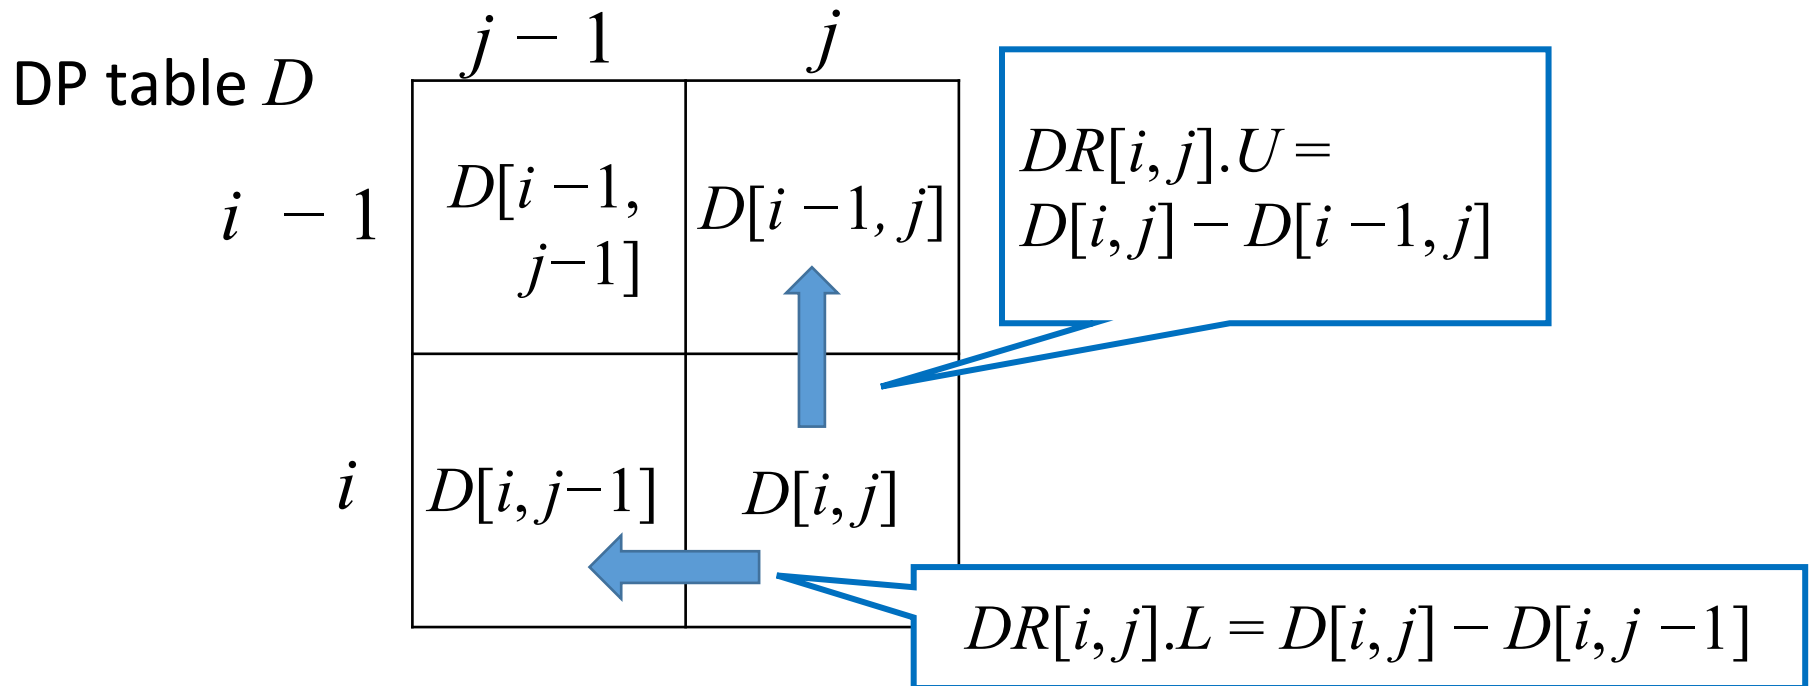 j − 1
j
DP table D
i − 1
D[i −1,
j−1]
D[i −1, j]
DR[i, j].U =
D[i, j] − D[i −1, j]
i
D[i, j−1]
D[i, j]
DR[i, j].L = D[i, j] − D[i, j −1]